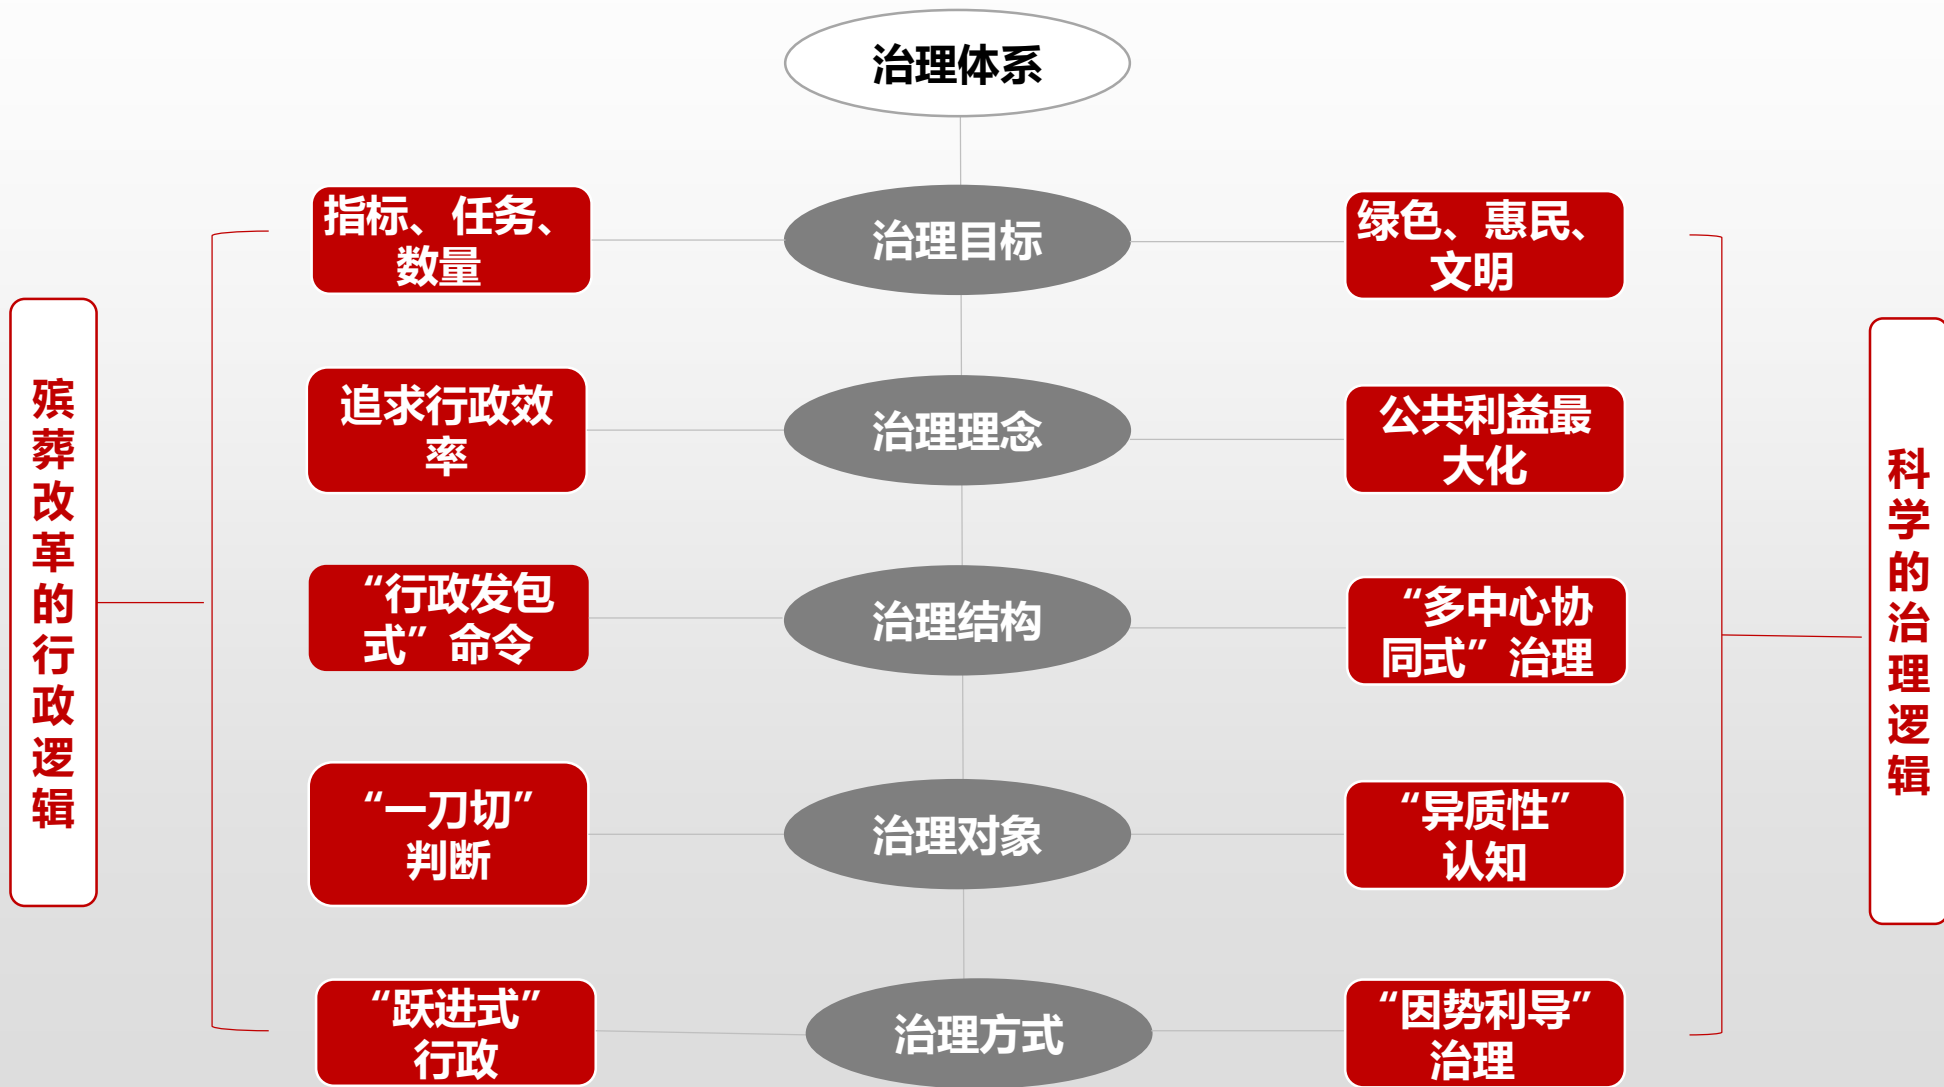 治理体系
指标、任务、
数量
治理目标
绿色、惠民、
文明
追求行政效
率
治理理念
公共利益最
大化
“行政发包
式”命令
治理结构
“多中心协
同式”治理
“一刀切”
判断
治理对象
“异质性”
认知
“跃进式”
行政
治理方式
“因势利导”
治理
殡葬改革的行政逻辑
科学的治理逻辑